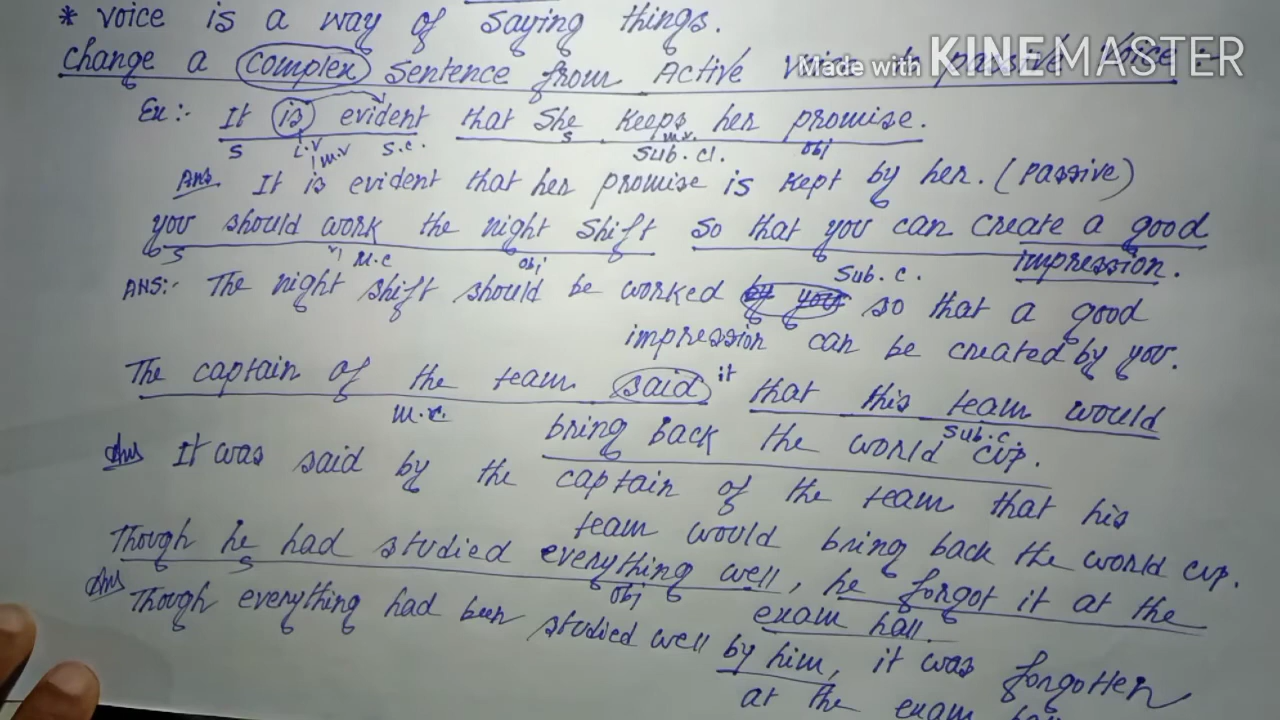 * voice is a way of saying things.
Made with KINEMASTER
change a complex sentence from Active voice to passive voice :-
Ex:- It is evident that she keeps her promise.
S L.V M.V S.C. S m.v. obj
Sub. cl.
Ans It is evident that her promise is kept by her. (passive)
you should work the night shift so that you can create a good
impression.
S v M.C obj Sub. c.
ANS:- The night shift should be worked by you so that a good
impression can be created by you.
The captain of the team said it that this team would
M.C. Sub. c.
bring back the world cup.
Ans It was said by the captain of the team that his
team would bring back the world cup.
Though he had studied everything well, he forgot it at the
S obj
exam hall.
Ans Though everything had been studied well by him, it was forgotten
at the exam